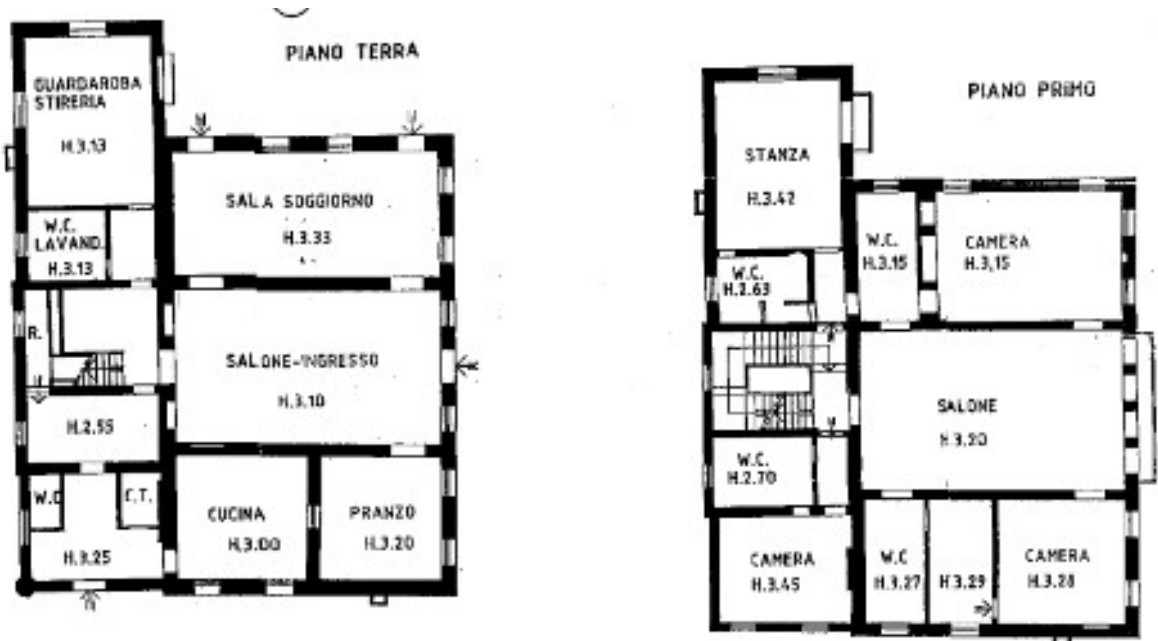 PIANO TERRA
GUARDAROBA
STIRERIA
H.3.13
SALA SOGGIORNO
H.3.33
W.C.
LAVAND.
H.3.13
R.
SALONE-INGRESSO
H.3.10
H.2.55
W.C
C.T.
CUCINA
H.3.00
PRANZO
H.3.20
H.3.25
PIANO PRIMO
STANZA
H.3.42
W.C.
H.3.15
CAMERA
H.3,15
W.C.
H.2.63
SALONE
H.3.20
W.C.
H.2.70
CAMERA
H.3.45
W.C
H.3.27
H.3.29
CAMERA
H.3.28